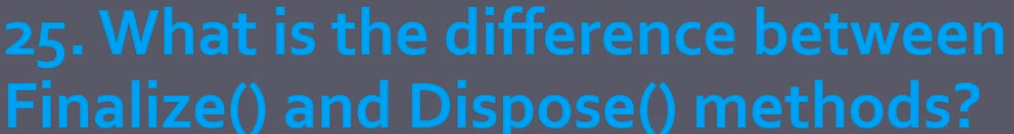 25. What is the difference between
Finalize() and Dispose() methods?